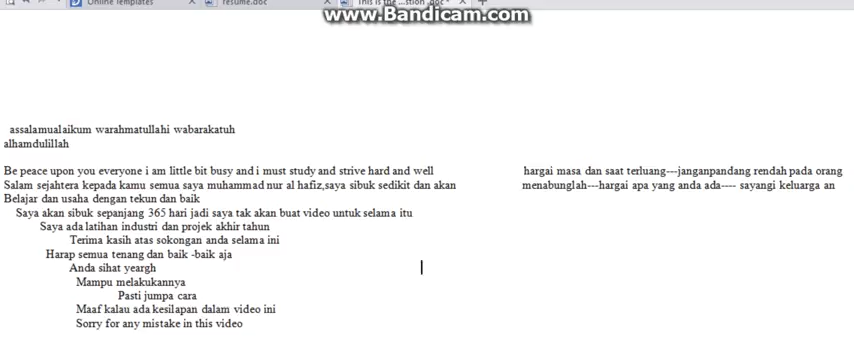 Online Templates
resume.doc
This is the ...stion .doc *
www.Bandicam.com
assalamualaikum warahmatullahi wabarakatuh
alhamdulillah
Be peace upon you everyone i am little bit busy and i must study and strive hard and well
hargai masa dan saat terluang---janganpandang rendah pada orang
Salam sejahtera kepada kamu semua saya muhammad nur al hafiz,saya sibuk sedikit dan akan
menabunglah---hargai apa yang anda ada---- sayangi keluarga an
Belajar dan usaha dengan tekun dan baik
Saya akan sibuk sepanjang 365 hari jadi saya tak akan buat video untuk selama itu
Saya ada latihan industri dan projek akhir tahun
Terima kasih atas sokongan anda selama ini
Harap semua tenang dan baik -baik aja
Anda sihat yeargh
Mampu melakukannya
Pasti jumpa cara
Maaf kalau ada kesilapan dalam video ini
Sorry for any mistake in this video